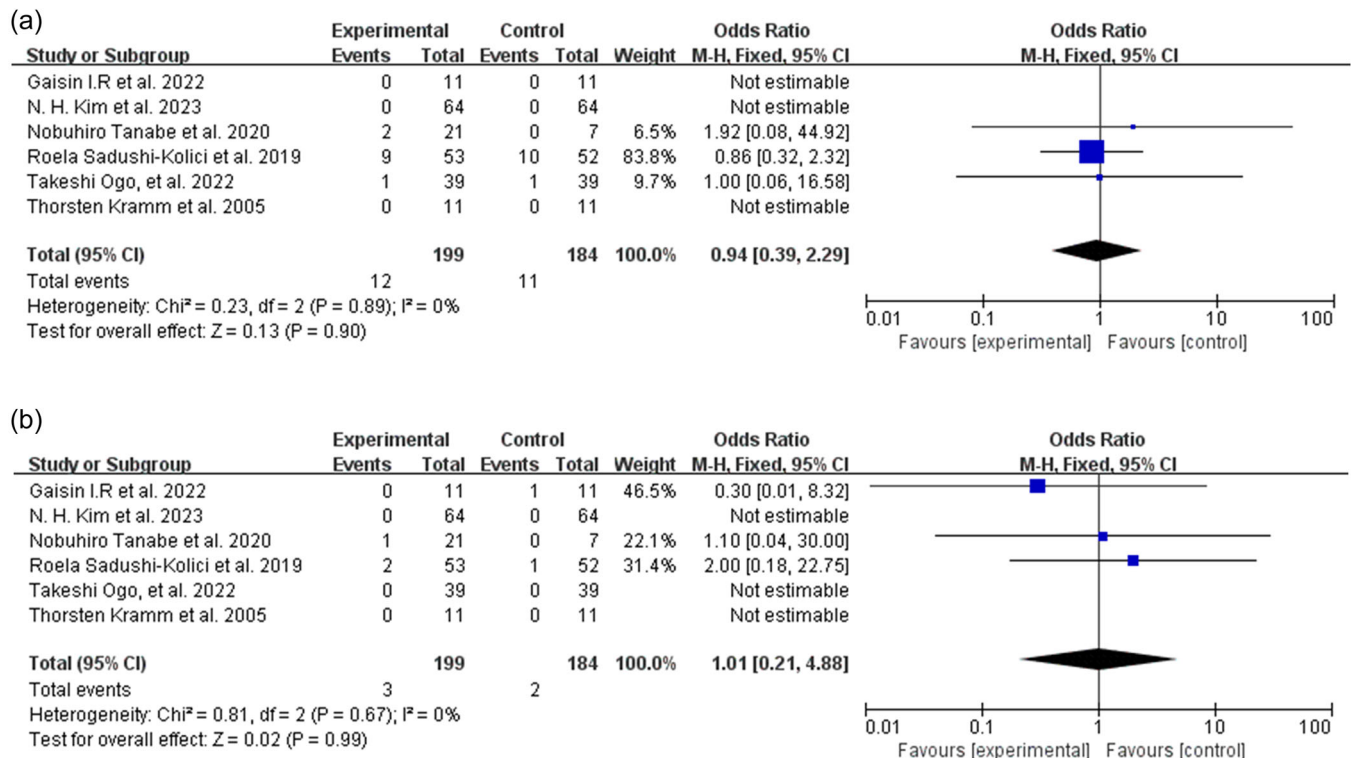 (a)
Experimental Control Odds Ratio Odds Ratio
Study or Subgroup Events Total Events Total Weight M-H, Fixed, 95% CI M-H, Fixed, 95% CI
Gaisin I.R et al. 2022 0 11 0 11 Not estimable
N. H. Kim et al. 2023 0 64 0 64 Not estimable
Nobuhiro Tanabe et al. 2020 2 21 0 7 6.5% 1.92 [0.08, 44.92]
Roela Sadushi-Kolici et al. 2019 9 53 10 52 83.8% 0.86 [0.32, 2.32]
Takeshi Ogo, et al. 2022 1 39 1 39 9.7% 1.00 [0.06, 16.58]
Thorsten Kramm et al. 2005 0 11 0 11 Not estimable
Total (95% CI) 199 184 100.0% 0.94 [0.39, 2.29]
Total events 12 11
Heterogeneity: Chi² = 0.23, df = 2 (P = 0.89); I² = 0%
Test for overall effect: Z = 0.13 (P = 0.90)
0.01 0.1 1 10 100
Favours [experimental] Favours [control]
(b)
Experimental Control Odds Ratio Odds Ratio
Study or Subgroup Events Total Events Total Weight M-H, Fixed, 95% CI M-H, Fixed, 95% CI
Gaisin I.R et al. 2022 0 11 1 11 46.5% 0.30 [0.01, 8.32]
N. H. Kim et al. 2023 0 64 0 64 Not estimable
Nobuhiro Tanabe et al. 2020 1 21 0 7 22.1% 1.10 [0.04, 30.00]
Roela Sadushi-Kolici et al. 2019 2 53 1 52 31.4% 2.00 [0.18, 22.75]
Takeshi Ogo, et al. 2022 0 39 0 39 Not estimable
Thorsten Kramm et al. 2005 0 11 0 11 Not estimable
Total (95% CI) 199 184 100.0% 1.01 [0.21, 4.88]
Total events 3 2
Heterogeneity: Chi² = 0.81, df = 2 (P = 0.67); I² = 0%
Test for overall effect: Z = 0.02 (P = 0.99)
0.01 0.1 1 10 100
Favours [experimental] Favours [control]